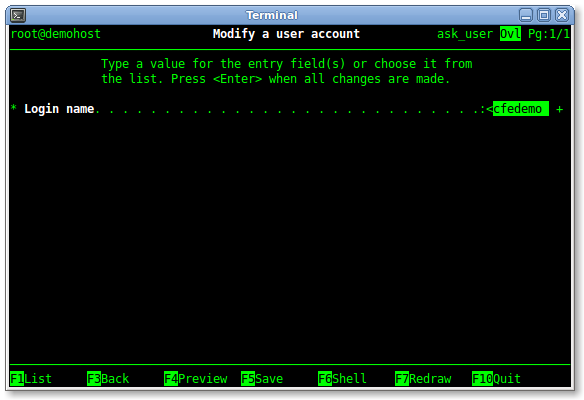 Terminal
root@demohost Modify a user account ask_user Ovl Pg:1/1
Type a value for the entry field(s) or choose it from
the list. Press <Enter> when all changes are made.
* Login name. . . . . . . . . . . . . . . . . . . . . . . . . . . .:<cfedemo +
F1List F3Back F4Preview F5Save F6Shell F7Redraw F10Quit